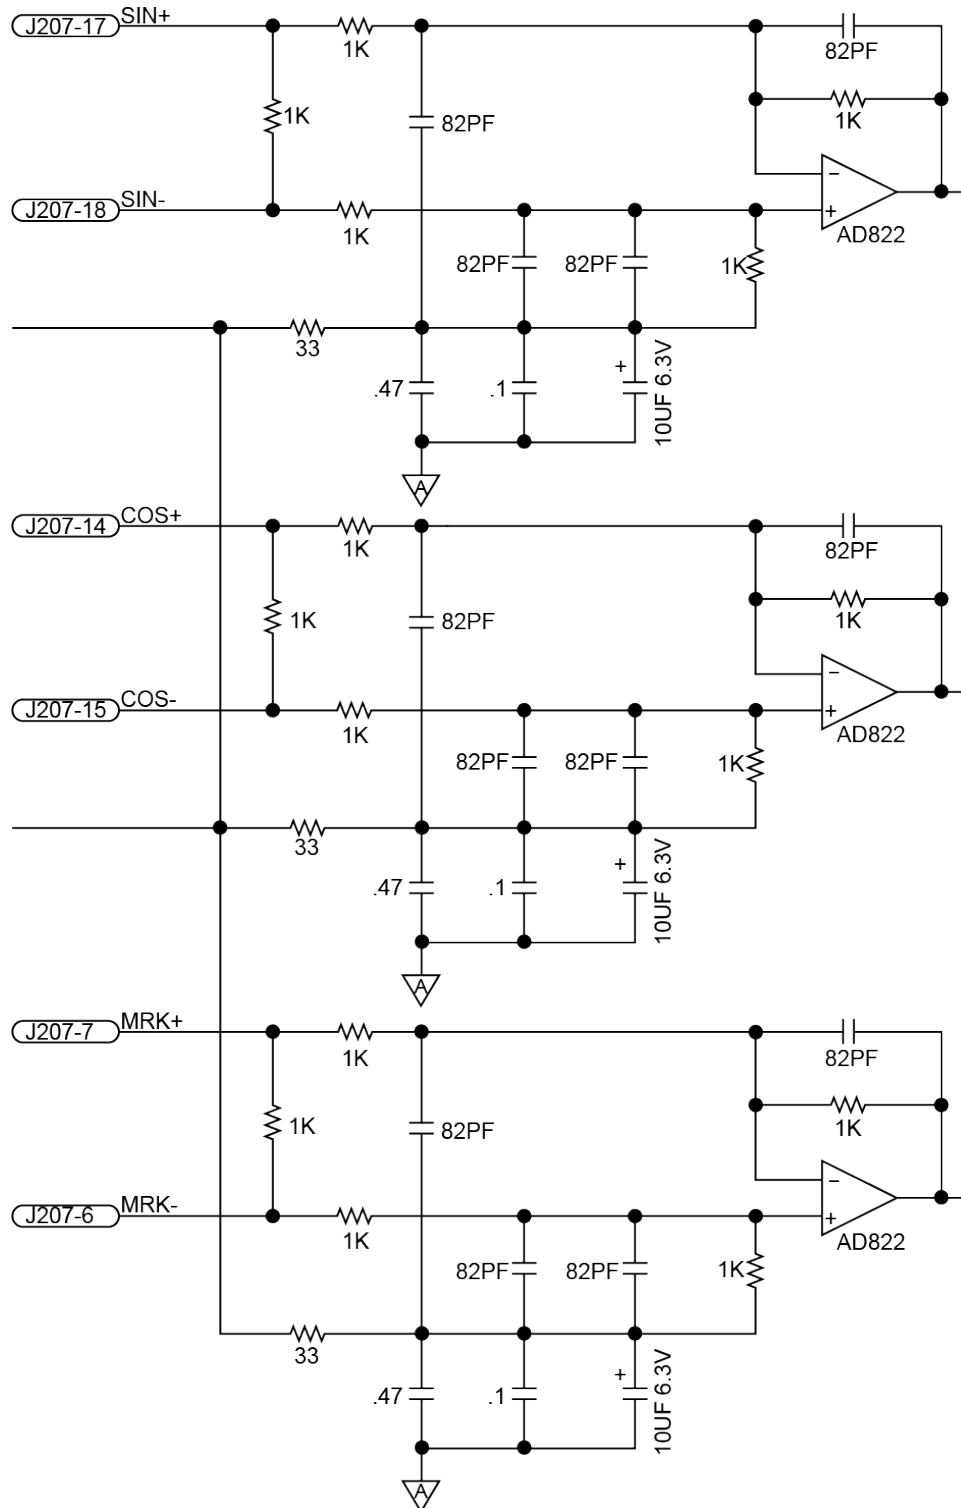 J207-17 SIN+
1K
82PF
1K
82PF
1K
J207-18 SIN-
1K
82PF
82PF
1K
−
+
AD822
33
.47
.1
+
10UF 6.3V
A
J207-14 COS+
1K
82PF
1K
82PF
1K
J207-15 COS-
1K
82PF
82PF
1K
−
+
AD822
33
.47
.1
+
10UF 6.3V
A
J207-7 MRK+
1K
82PF
1K
82PF
1K
J207-6 MRK-
1K
82PF
82PF
1K
−
+
AD822
33
.47
.1
+
10UF 6.3V
A